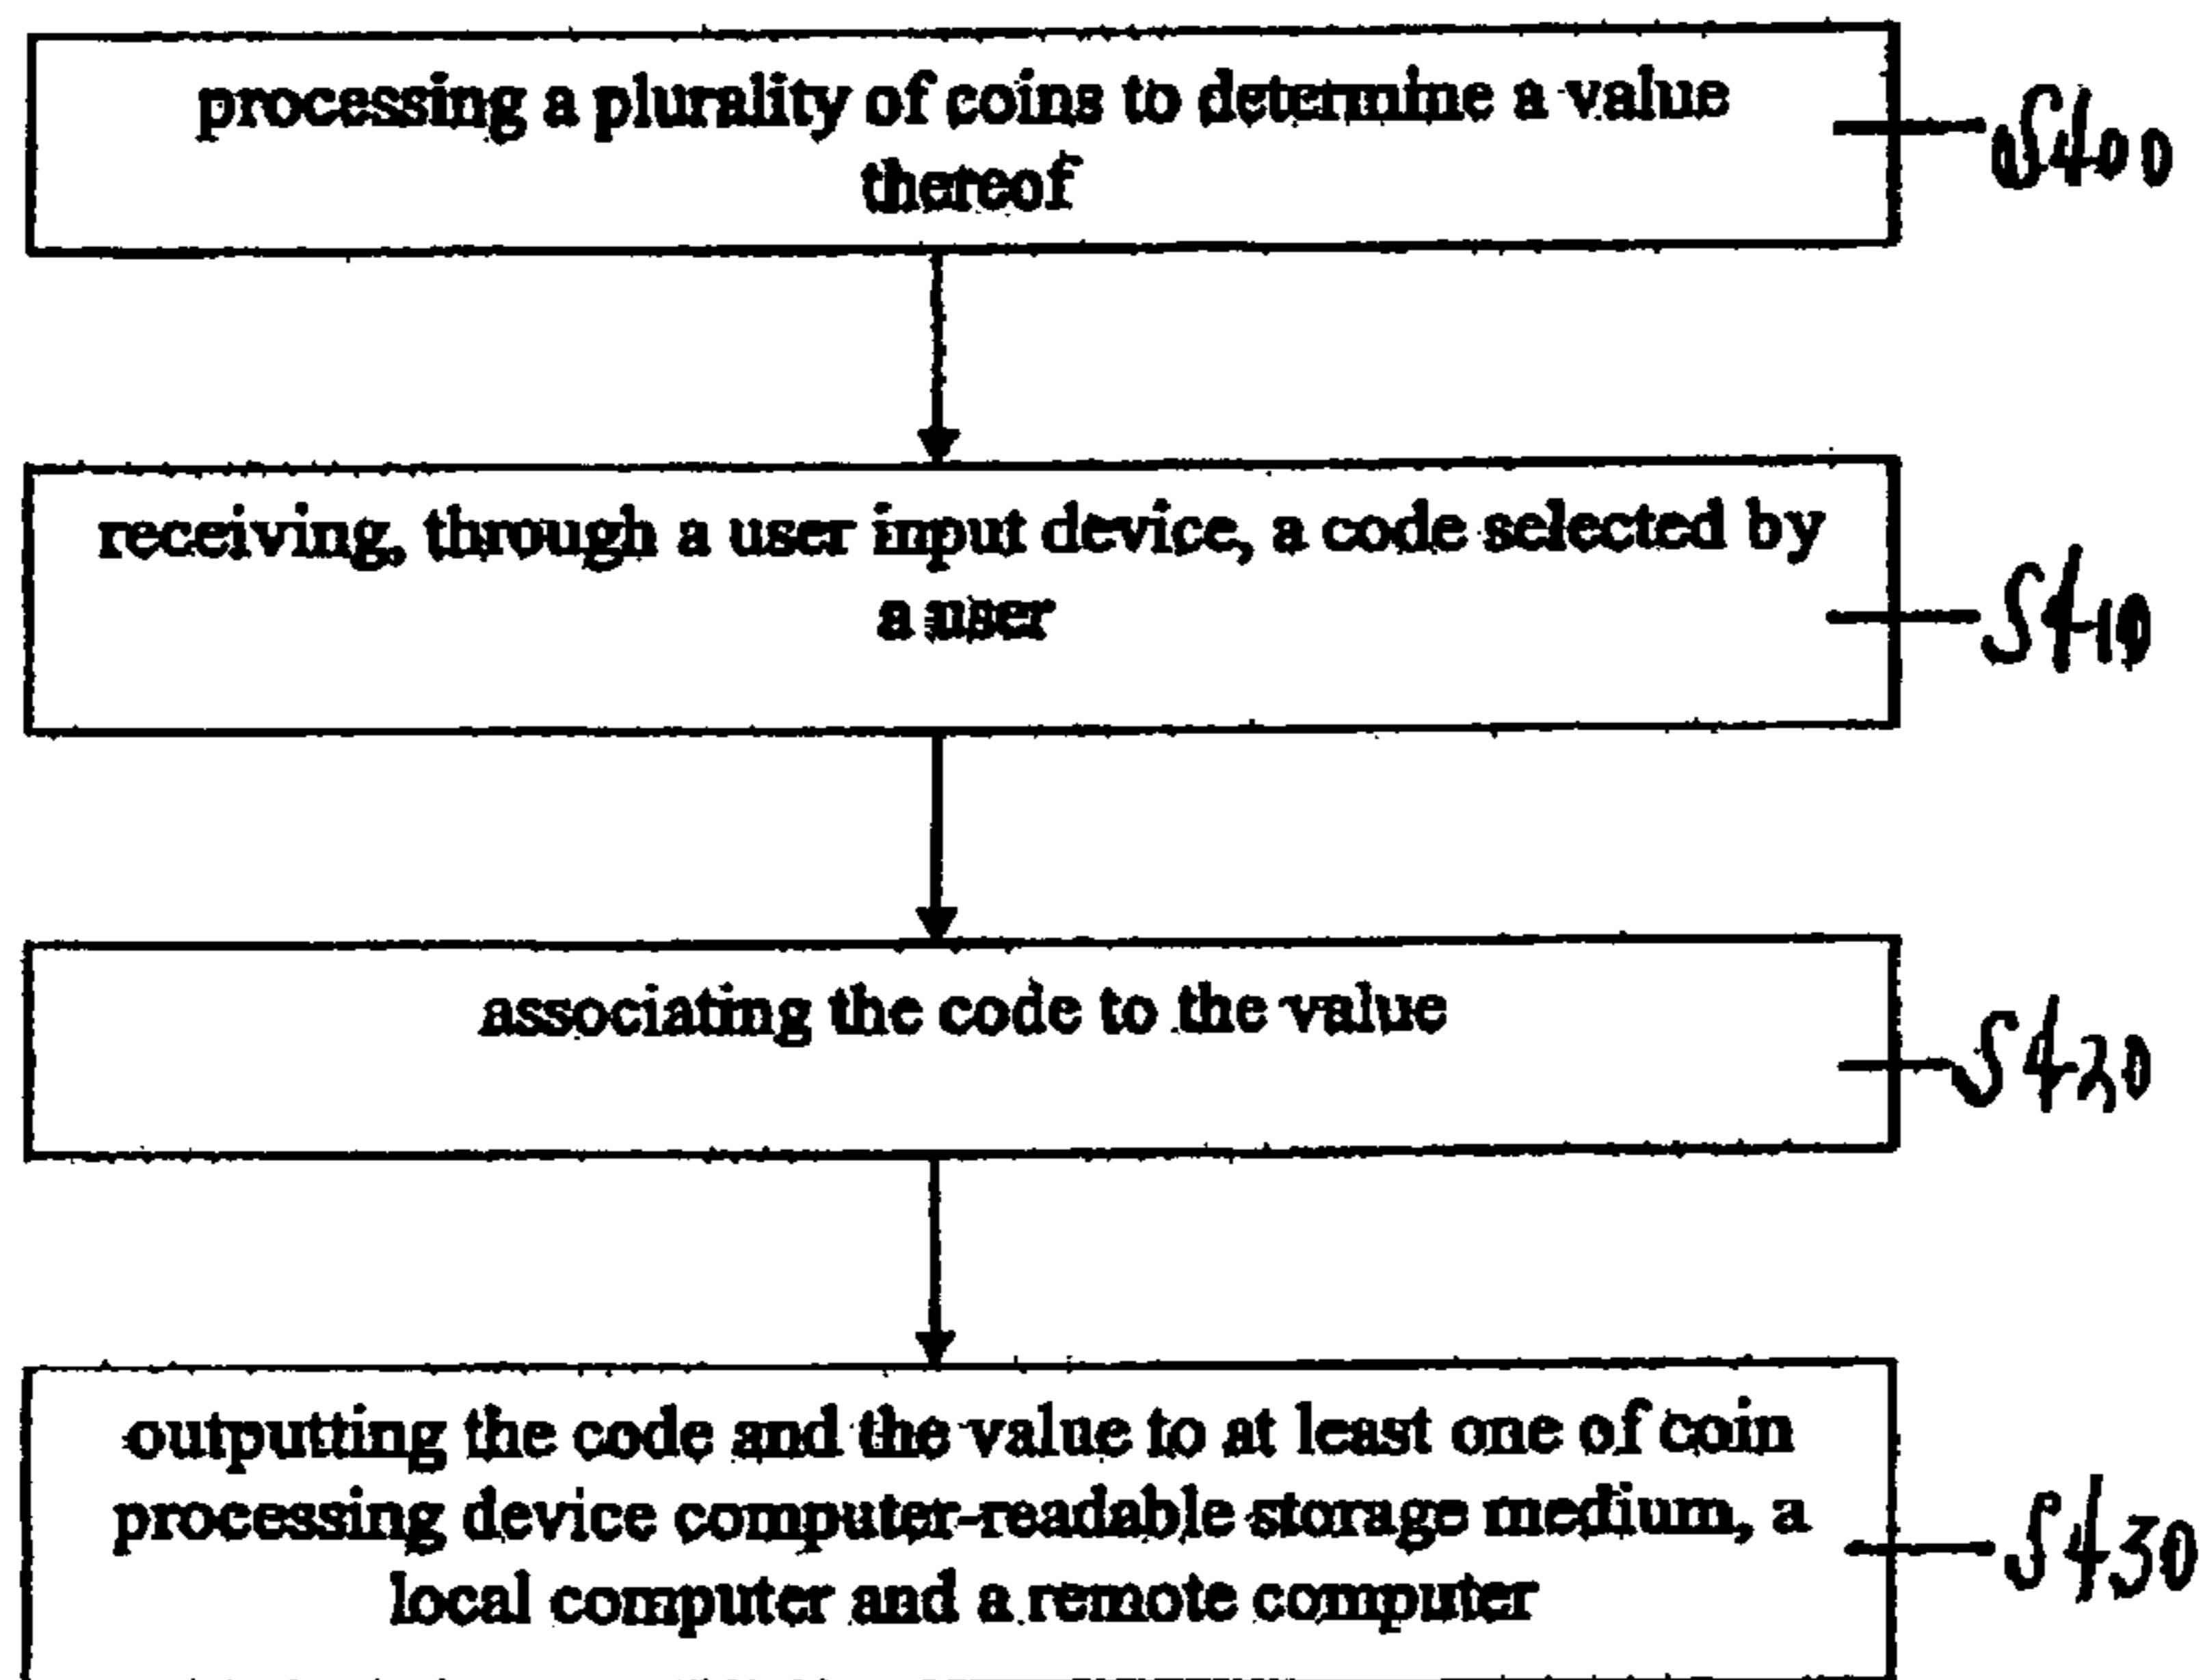 processing a plurality of coins to determine a value
thereof
S400
receiving, through a user input device, a code selected by
a user
S410
associating the code to the value
S420
outputting the code and the value to at least one of coin
processing device computer-readable storage medium, a
local computer and a remote computer
S430